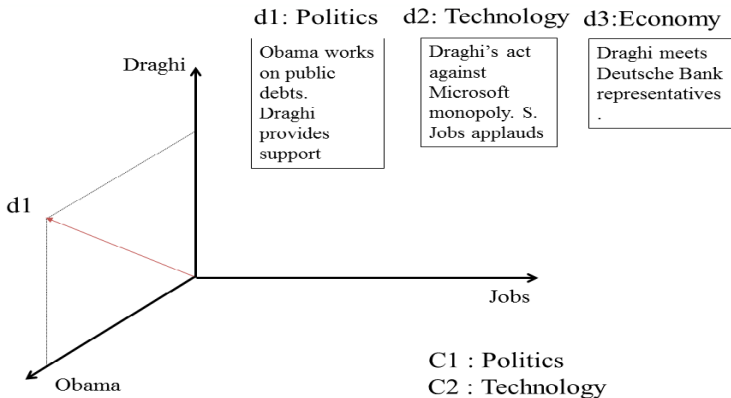 d1: Politics
d2: Technology
d3:Economy
Obama works
on public
debts.
Draghi
provides
support
Draghi's act
against
Microsoft
monopoly. S.
Jobs applauds
Draghi meets
Deutsche Bank
representatives
.
Draghi
d1
Jobs
Obama
C1 : Politics
C2 : Technology